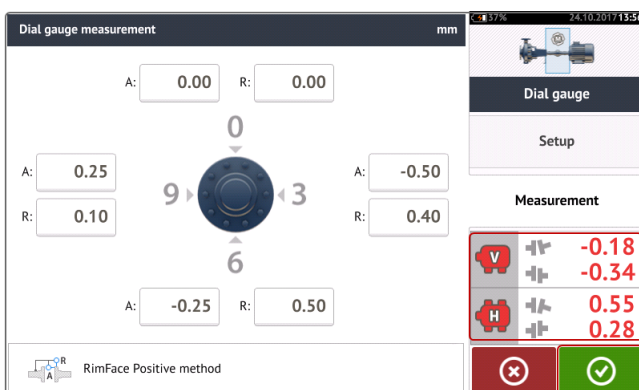 Dial gauge measurement mm
37% 24.10.2017 13:56
A: 0.00 R: 0.00
Dial gauge
0
Setup
A: 0.25 A: -0.50
9 3
R: 0.10 R: 0.40
Measurement
6
V -0.18
-0.34
A: -0.25 R: 0.50
H 0.55
0.28
R
A
RimFace Positive method